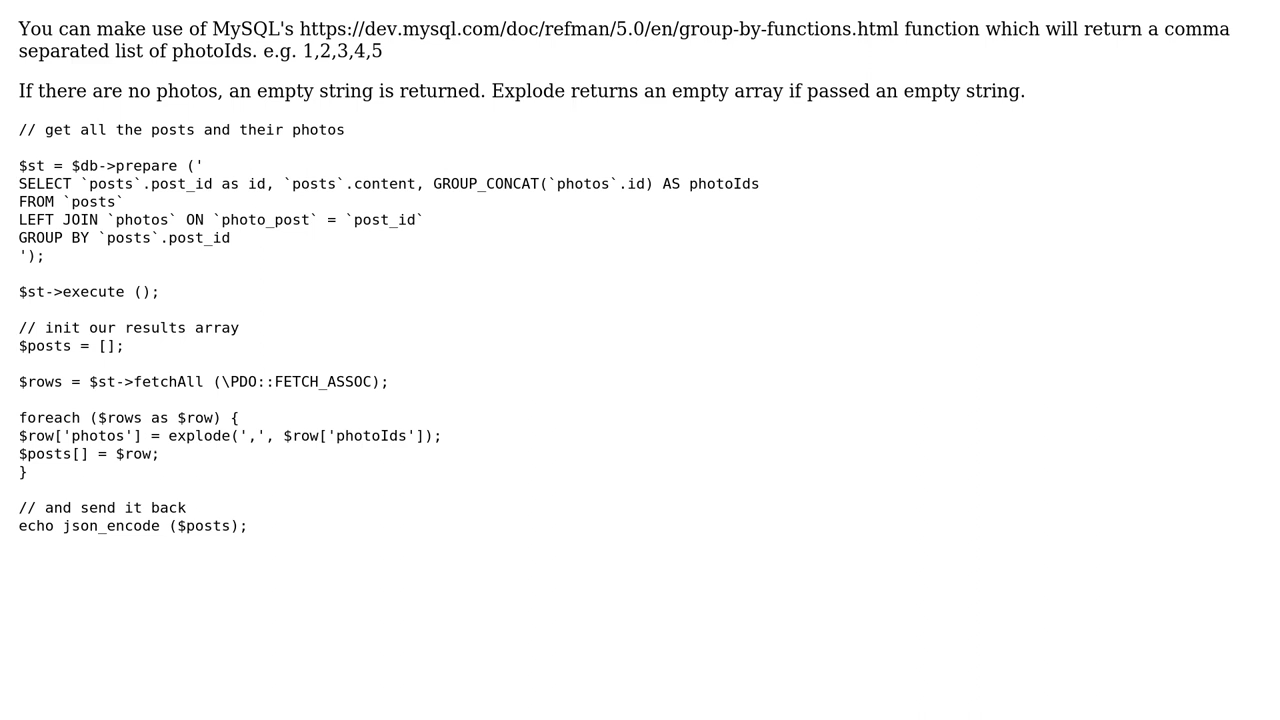 You can make use of MySQL's https://dev.mysql.com/doc/refman/5.0/en/group-by-functions.html function which will return a comma
separated list of photoIds. e.g. 1,2,3,4,5
If there are no photos, an empty string is returned. Explode returns an empty array if passed an empty string.
// get all the posts and their photos
$st = $db->prepare ('
SELECT `posts`.post_id as id, `posts`.content, GROUP_CONCAT(`photos`.id) AS photoIds
FROM `posts`
LEFT JOIN `photos` ON `photo_post` = `post_id`
GROUP BY `posts`.post_id
');
$st->execute ();
// init our results array
$posts = [];
$rows = $st->fetchAll (\PDO::FETCH_ASSOC);
foreach ($rows as $row) {
$row['photos'] = explode(',', $row['photoIds']);
$posts[] = $row;
}
// and send it back
echo json_encode ($posts);